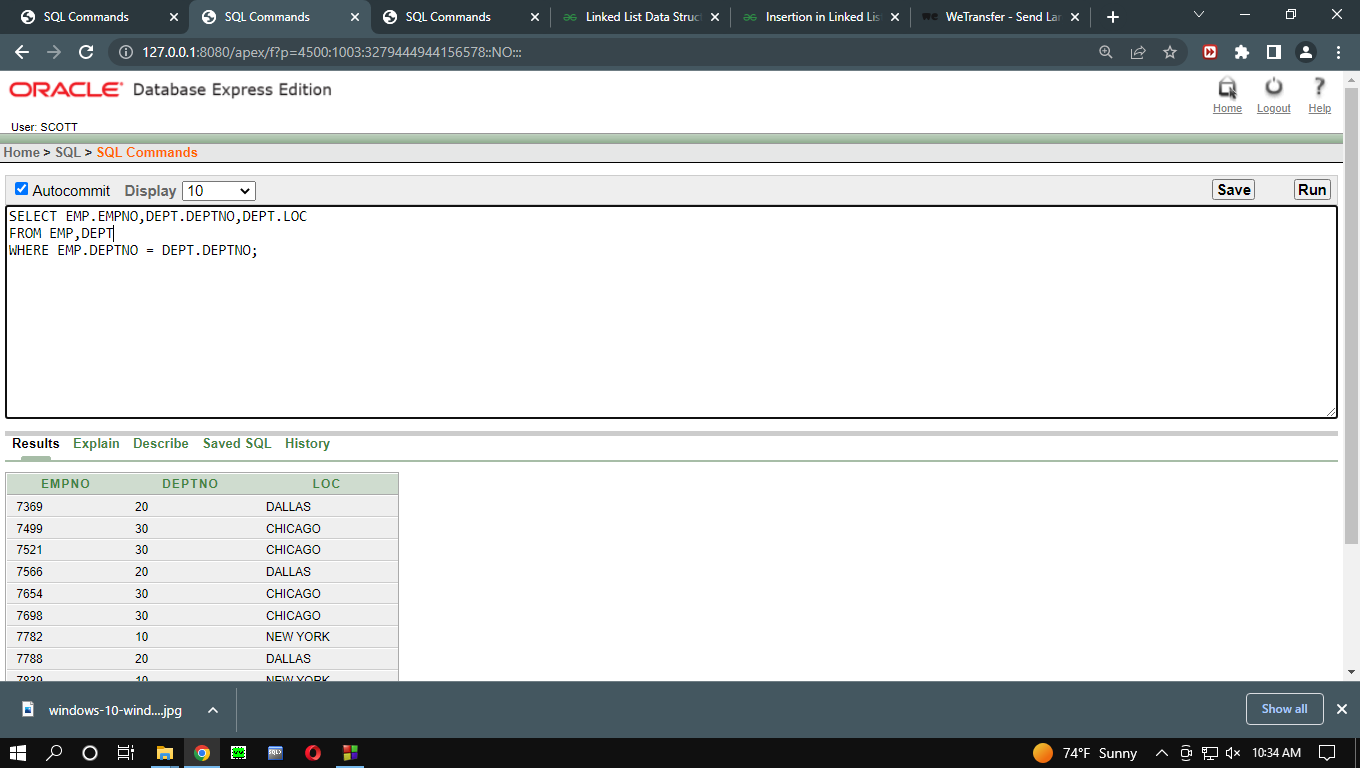 SQL Commands
SQL Commands
SQL Commands
Linked List Data Struc
Insertion in Linked Lis
WeTransfer - Send Lar
127.0.0.1:8080/apex/f?p=4500:1003:3279444944156578::NO:::
ORACLE Database Express Edition
Home Logout Help
User: SCOTT
Home > SQL > SQL Commands
Autocommit Display 10 Save Run
SELECT EMP.EMPNO,DEPT.DEPTNO,DEPT.LOC
FROM EMP,DEPT
WHERE EMP.DEPTNO = DEPT.DEPTNO;
Results Explain Describe Saved SQL History
EMPNO DEPTNO LOC
7369 20 DALLAS
7499 30 CHICAGO
7521 30 CHICAGO
7566 20 DALLAS
7654 30 CHICAGO
7698 30 CHICAGO
7782 10 NEW YORK
7788 20 DALLAS
7839 10 NEW YORK
windows-10-wind....jpg Show all
74°F Sunny 10:34 AM